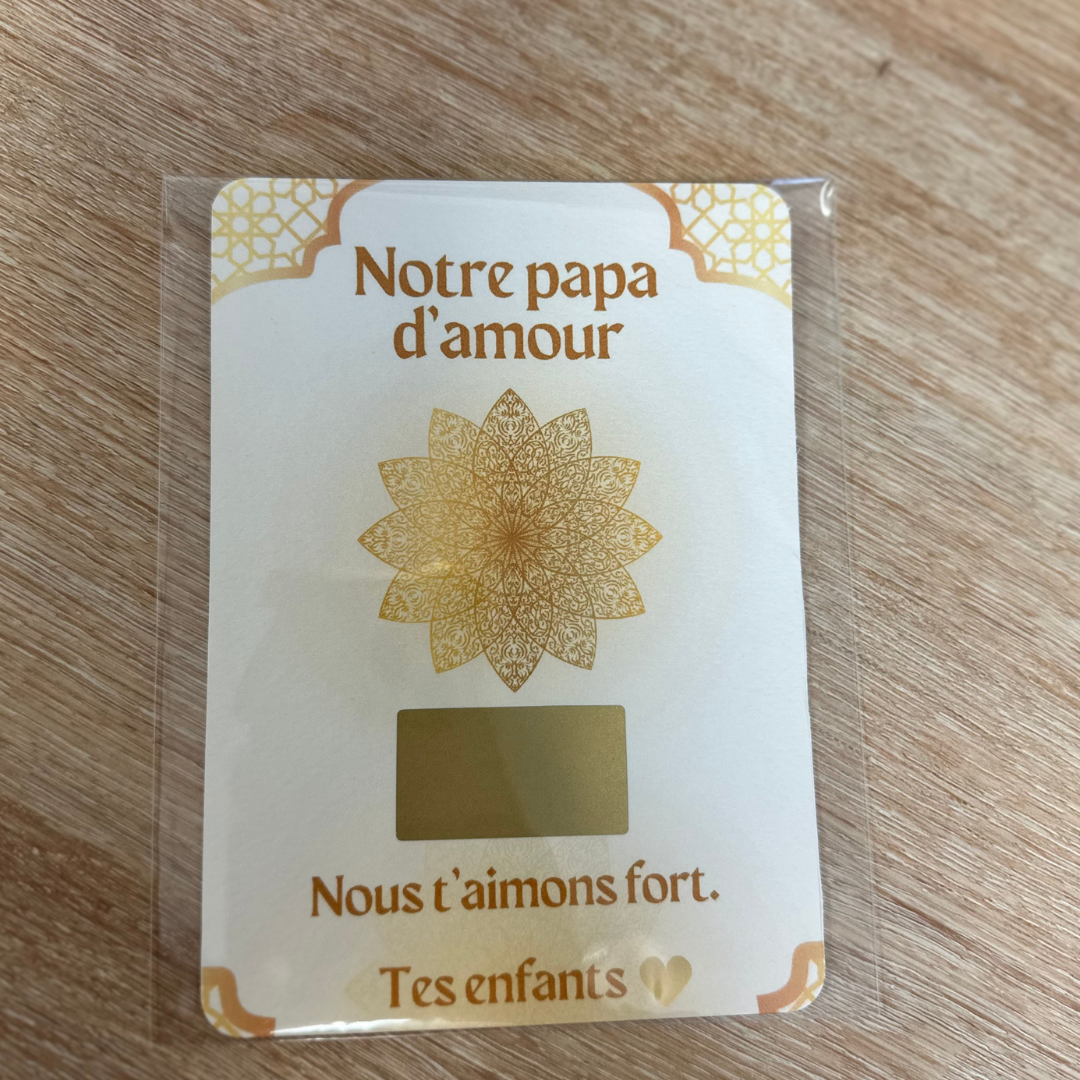 Notre papa
d'amour
Nous t'aimons fort.
Tes enfants